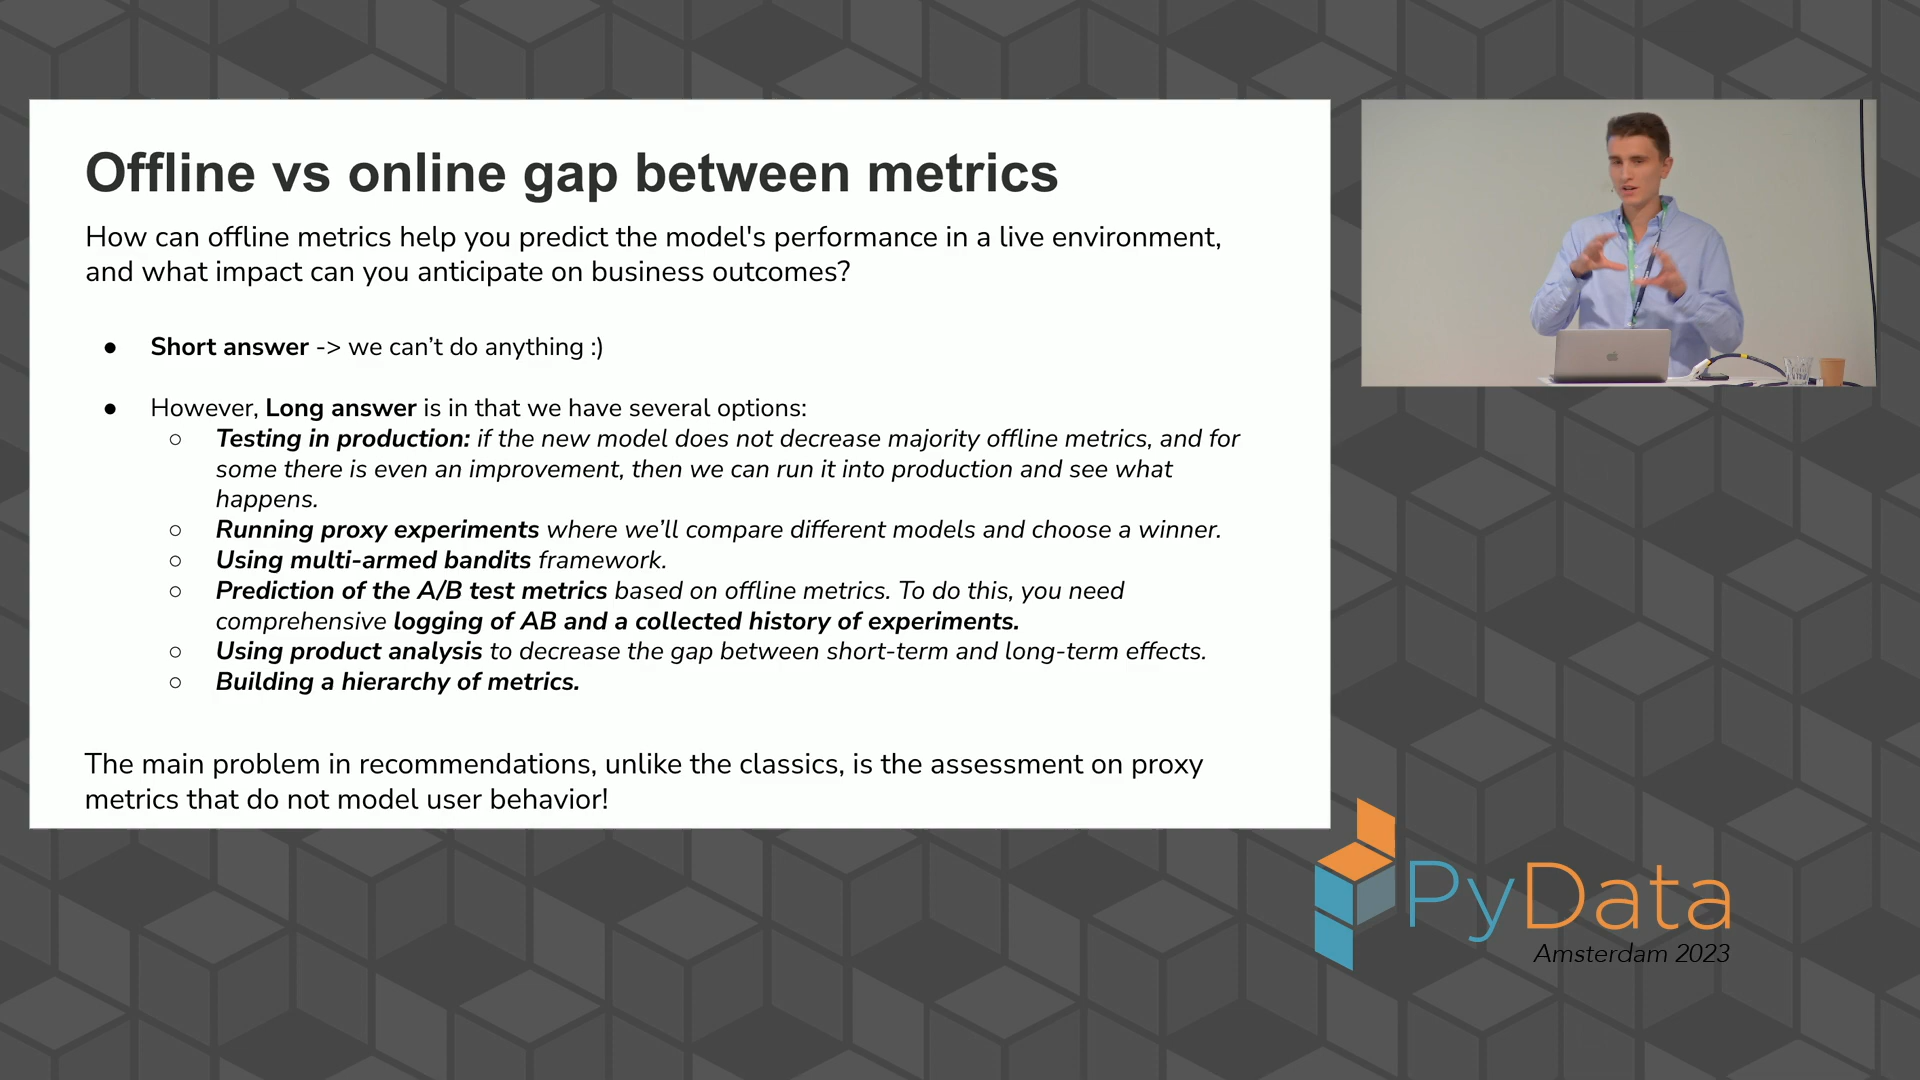 Offline vs online gap between metrics
How can offline metrics help you predict the model's performance in a live environment,
and what impact can you anticipate on business outcomes?
● Short answer -> we can't do anything :)
● However, Long answer is in that we have several options:
○ Testing in production: if the new model does not decrease majority offline metrics, and for
some there is even an improvement, then we can run it into production and see what
happens.
○ Running proxy experiments where we'll compare different models and choose a winner.
○ Using multi-armed bandits framework.
○ Prediction of the A/B test metrics based on offline metrics. To do this, you need
comprehensive logging of AB and a collected history of experiments.
○ Using product analysis to decrease the gap between short-term and long-term effects.
○ Building a hierarchy of metrics.
The main problem in recommendations, unlike the classics, is the assessment on proxy
metrics that do not model user behavior!
PyData
Amsterdam 2023